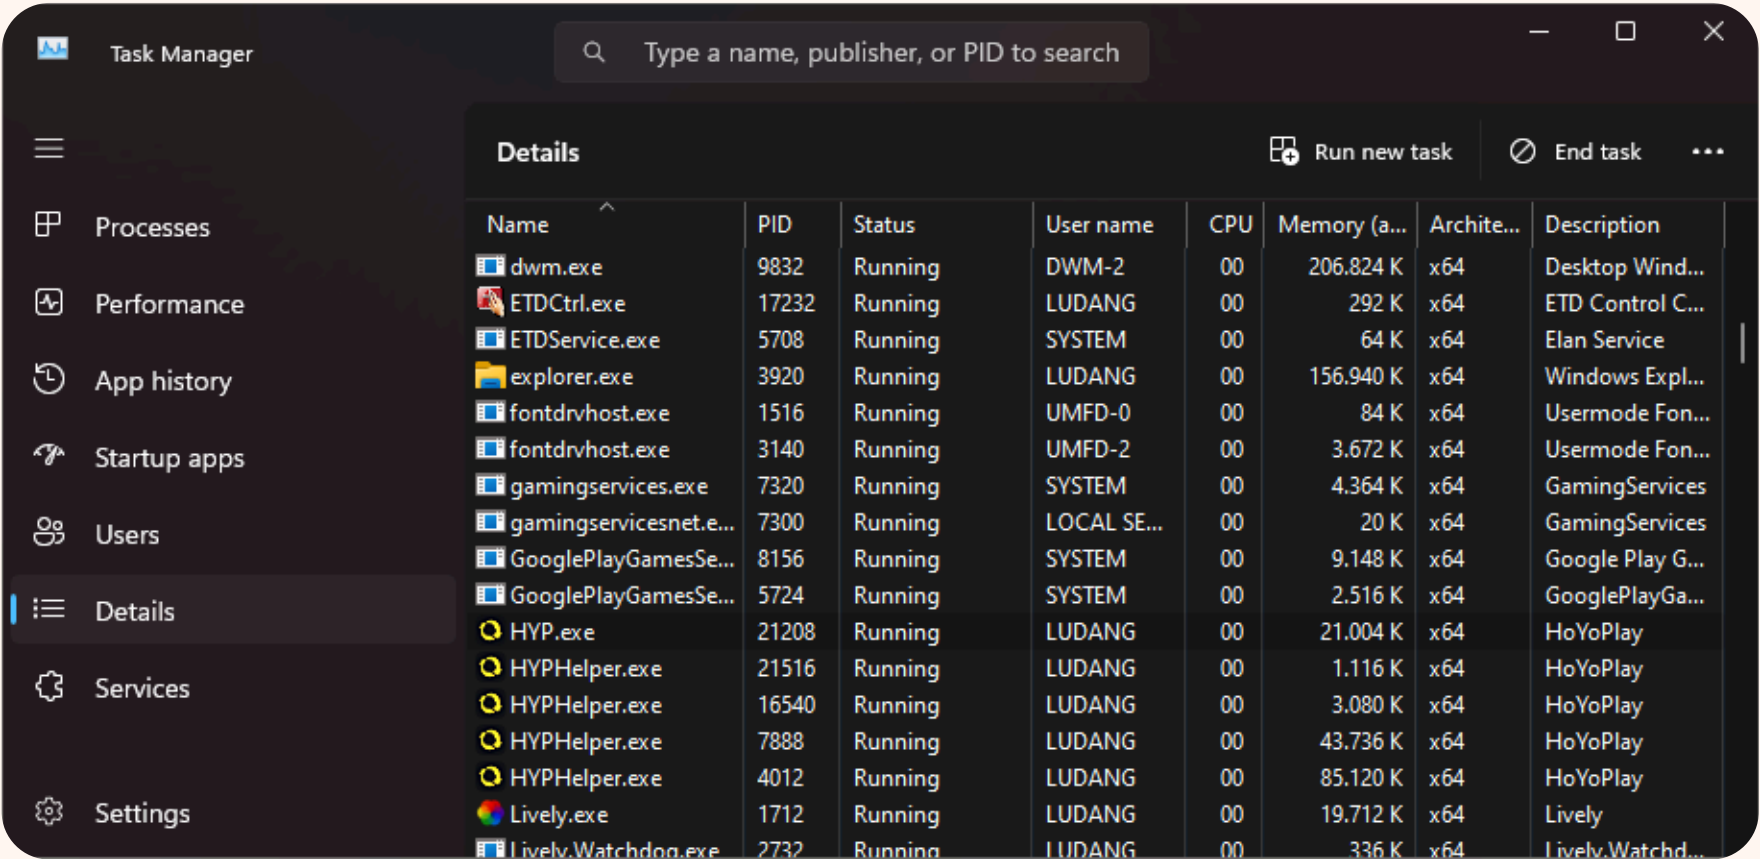 Task Manager
Type a name, publisher, or PID to search
Details
Run new task
End task
Processes
Performance
App history
Startup apps
Users
Details
Services
Settings
Name PID Status User name CPU Memory (a... Archite... Description
dwm.exe 9832 Running DWM-2 00 206.824 K x64 Desktop Wind...
ETDCtrl.exe 17232 Running LUDANG 00 292 K x64 ETD Control C...
ETDService.exe 5708 Running SYSTEM 00 64 K x64 Elan Service
explorer.exe 3920 Running LUDANG 00 156.940 K x64 Windows Expl...
fontdrvhost.exe 1516 Running UMFD-0 00 84 K x64 Usermode Fon...
fontdrvhost.exe 3140 Running UMFD-2 00 3.672 K x64 Usermode Fon...
gamingservices.exe 7320 Running SYSTEM 00 4.364 K x64 GamingServices
gamingservicesnet.e... 7300 Running LOCAL SE... 00 20 K x64 GamingServices
GooglePlayGamesSe... 8156 Running SYSTEM 00 9.148 K x64 Google Play G...
GooglePlayGamesSe... 5724 Running SYSTEM 00 2.516 K x64 GooglePlayGa...
HYP.exe 21208 Running LUDANG 00 21.004 K x64 HoYoPlay
HYPHelper.exe 21516 Running LUDANG 00 1.116 K x64 HoYoPlay
HYPHelper.exe 16540 Running LUDANG 00 3.080 K x64 HoYoPlay
HYPHelper.exe 7888 Running LUDANG 00 43.736 K x64 HoYoPlay
HYPHelper.exe 4012 Running LUDANG 00 85.120 K x64 HoYoPlay
Lively.exe 1712 Running LUDANG 00 19.712 K x64 Lively
Lively.Watchdog.exe 2732 Running LUDANG 00 336 K x64 Lively.Watchd...